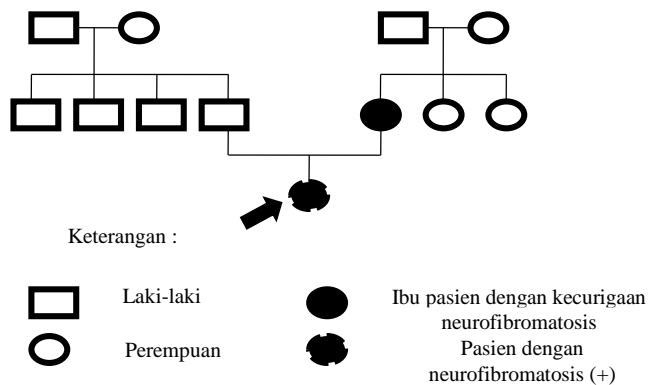 Keterangan :
Laki-laki
Perempuan
Ibu pasien dengan kecurigaan
neurofibromatosis
Pasien dengan
neurofibromatosis (+)